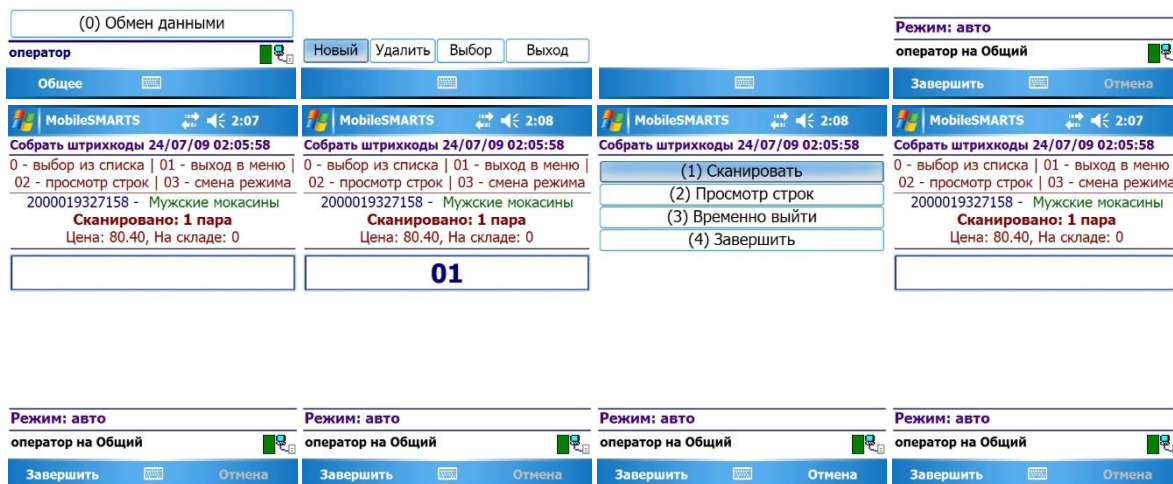 (0) Обмен данными
оператор
Общее
Новый Удалить Выбор Выход
Режим: авто
оператор на Общий
Завершить Отмена
MobileSMARTS 2:07
Собрать штрихкоды 24/07/09 02:05:58
0 - выбор из списка | 01 - выход в меню |
02 - просмотр строк | 03 - смена режима
2000019327158 - Мужские мокасины
Сканировано: 1 пара
Цена: 80.40, На складе: 0
Режим: авто
оператор на Общий
Завершить Отмена
MobileSMARTS 2:08
Собрать штрихкоды 24/07/09 02:05:58
0 - выбор из списка | 01 - выход в меню |
02 - просмотр строк | 03 - смена режима
2000019327158 - Мужские мокасины
Сканировано: 1 пара
Цена: 80.40, На складе: 0
01
Режим: авто
оператор на Общий
Завершить Отмена
MobileSMARTS 2:08
Собрать штрихкоды 24/07/09 02:05:58
(1) Сканировать
(2) Просмотр строк
(3) Временно выйти
(4) Завершить
Режим: авто
оператор на Общий
Завершить Отмена
MobileSMARTS 2:07
Собрать штрихкоды 24/07/09 02:05:58
0 - выбор из списка | 01 - выход в меню
02 - просмотр строк | 03 - смена режима
2000019327158 - Мужские мокасины
Сканировано: 1 пара
Цена: 80.40, На складе: 0
Режим: авто
оператор на Общий
Завершить Отмена